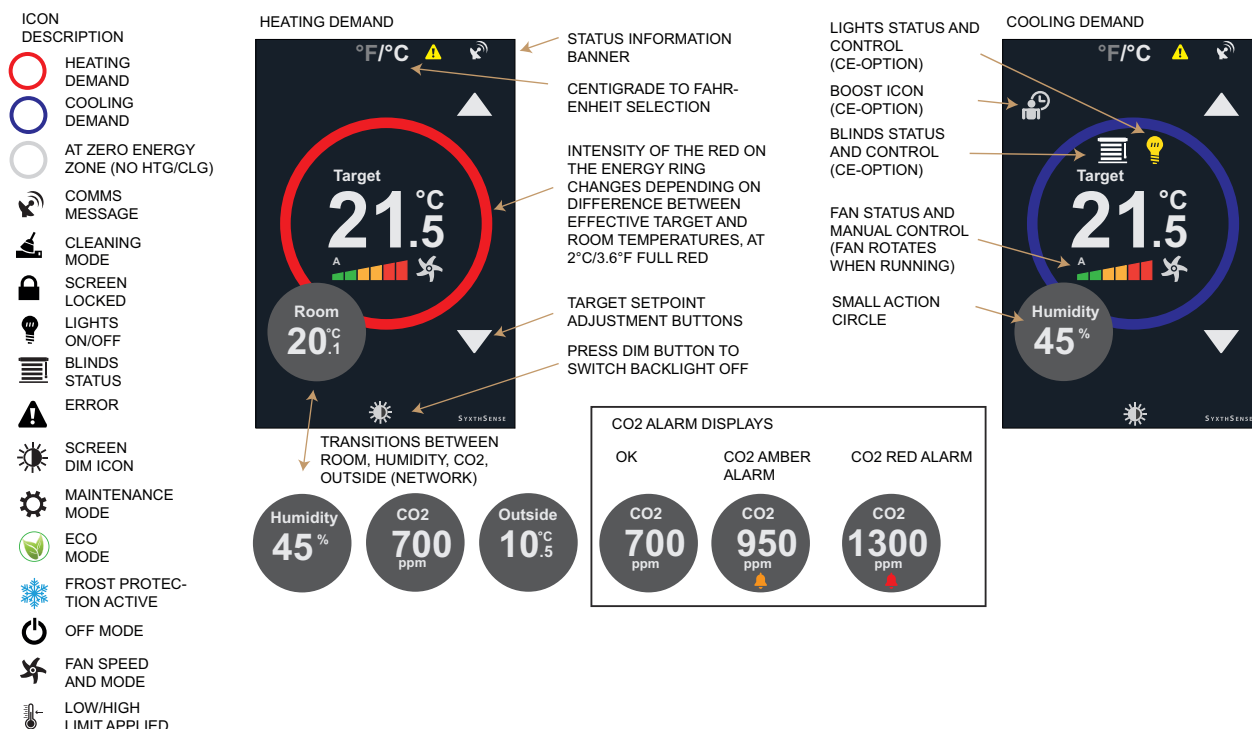 ICON
DESCRIPTION
HEATING
DEMAND
COOLING
DEMAND
AT ZERO ENERGY
ZONE (NO HTG/CLG)
COMMS
MESSAGE
CLEANING
MODE
SCREEN
LOCKED
LIGHTS
ON/OFF
BLINDS
STATUS
ERROR
SCREEN
DIM ICON
MAINTENANCE
MODE
ECO
MODE
FROST PROTEC-
TION ACTIVE
OFF MODE
FAN SPEED
AND MODE
LOW/HIGH
LIMIT APPLIED
HEATING DEMAND
°F/°C
Target
21.5 °C
A
Room
20.1 °C
SYXTHSENSE
STATUS INFORMATION
BANNER
CENTIGRADE TO FAHR-
ENHEIT SELECTION
INTENSITY OF THE RED ON
THE ENERGY RING
CHANGES DEPENDING ON
DIFFERENCE BETWEEN
EFFECTIVE TARGET AND
ROOM TEMPERATURES, AT
2°C/3.6°F FULL RED
TARGET SETPOINT
ADJUSTMENT BUTTONS
PRESS DIM BUTTON TO
SWITCH BACKLIGHT OFF
TRANSITIONS BETWEEN
ROOM, HUMIDITY, CO2,
OUTSIDE (NETWORK)
Humidity
45 %
CO2
700
ppm
Outside
10.5 °C
CO2 ALARM DISPLAYS
OK
CO2 AMBER
ALARM
CO2 RED ALARM
CO2
700
ppm
CO2
950
ppm
CO2
1300
ppm
LIGHTS STATUS AND
CONTROL
(CE-OPTION)
BOOST ICON
(CE-OPTION)
BLINDS STATUS
AND CONTROL
(CE-OPTION)
FAN STATUS AND
MANUAL CONTROL
(FAN ROTATES
WHEN RUNNING)
SMALL ACTION
CIRCLE
COOLING DEMAND
°F/°C
Target
21.5 °C
A
Humidity
45 %
SYXTHSENSE